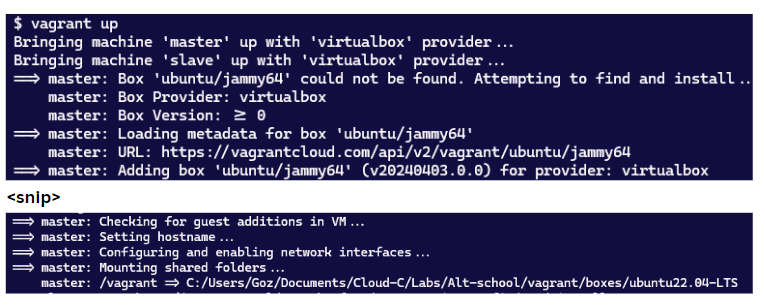 $ vagrant up
Bringing machine 'master' up with 'virtualbox' provider...
Bringing machine 'slave' up with 'virtualbox' provider...
==> master: Box 'ubuntu/jammy64' could not be found. Attempting to find and install ..
    master: Box Provider: virtualbox
    master: Box Version: >= 0
==> master: Loading metadata for box 'ubuntu/jammy64'
    master: URL: https://vagrantcloud.com/api/v2/vagrant/ubuntu/jammy64
==> master: Adding box 'ubuntu/jammy64' (v20240403.0.0) for provider: virtualbox
<snip>
==> master: Checking for guest additions in VM...
==> master: Setting hostname...
==> master: Configuring and enabling network interfaces...
==> master: Mounting shared folders...
    master: /vagrant => C:/Users/Goz/Documents/Cloud-C/Labs/Alt-school/vagrant/boxes/ubuntu22.04-LTS